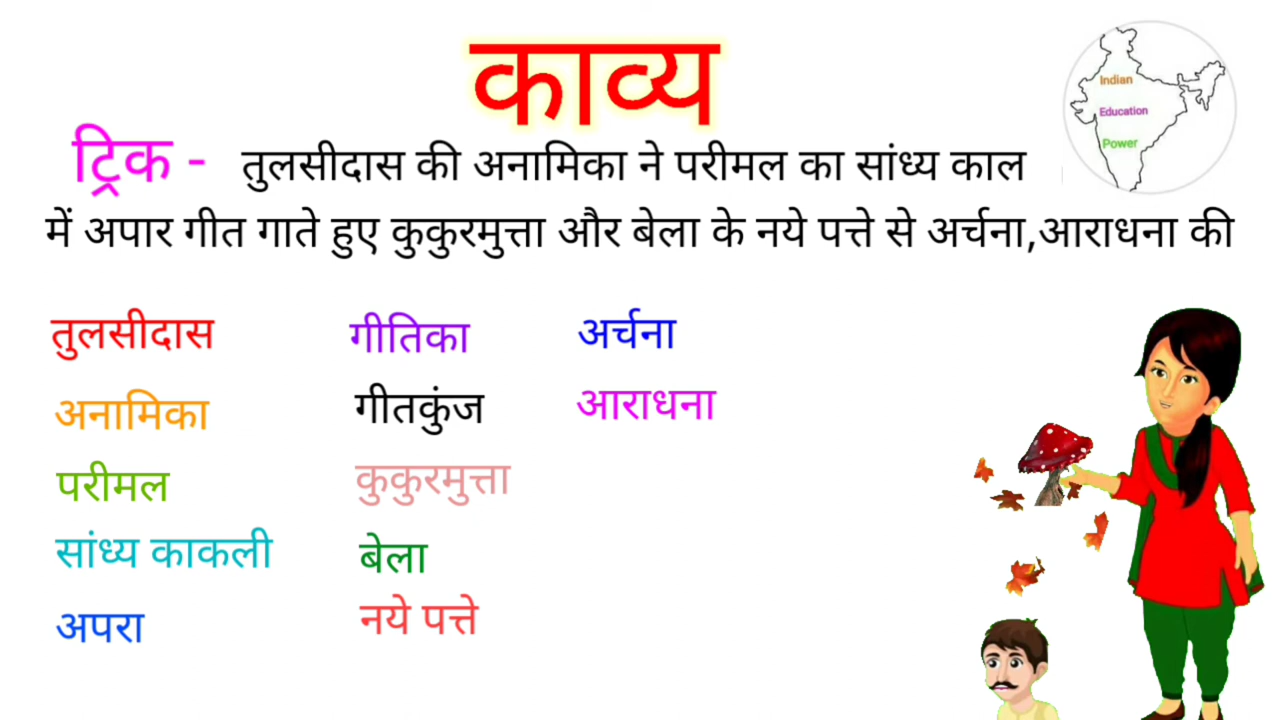 काव्य
Indian
Education
Power
ट्रिक - तुलसीदास की अनामिका ने परीमल का सांध्य काल
में अपार गीत गाते हुए कुकुरमुत्ता और बेला के नये पत्ते से अर्चना,आराधना की
तुलसीदास
अनामिका
परीमल
सांध्य काकली
अपरा
गीतिका
गीतकुंज
कुकुरमुत्ता
बेला
नये पत्ते
अर्चना
आराधना